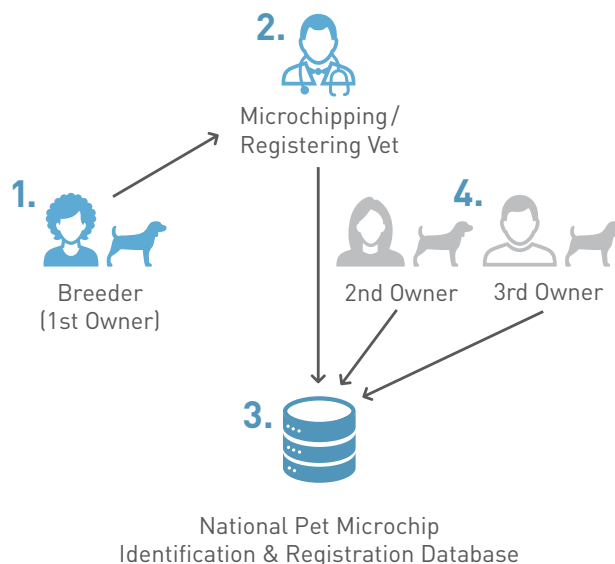 2.
Microchipping/
Registering Vet
1.
Breeder
(1st Owner)
4.
2nd Owner
3rd Owner
3.
National Pet Microchip
Identification & Registration Database